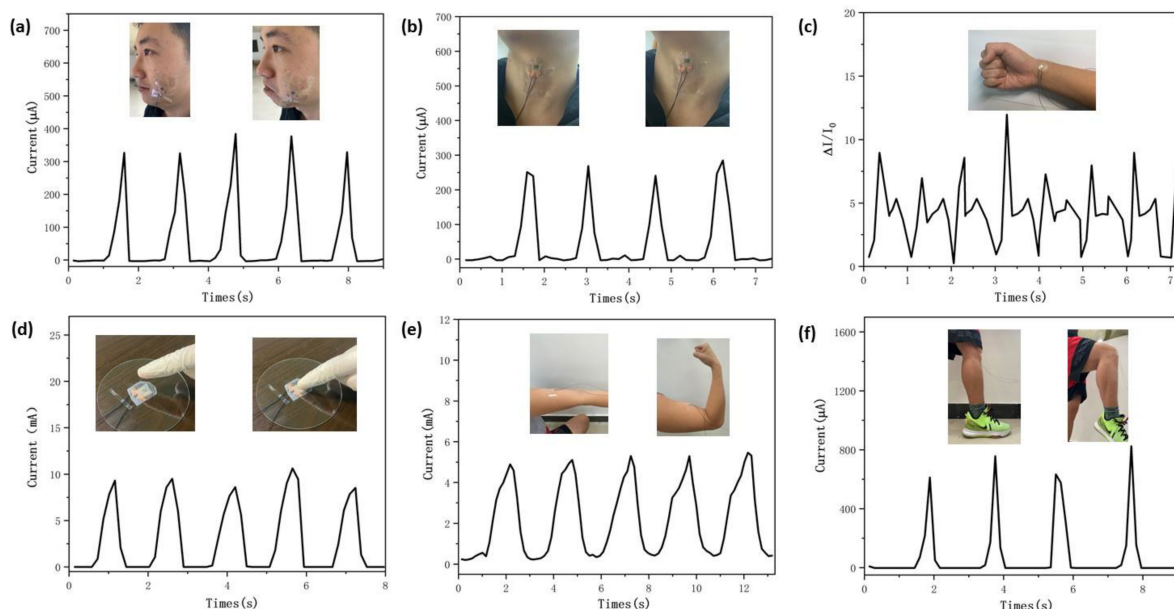 (a)
700
600
500
400
300
200
100
0
Current(μA)
0 2 4 6 8
Times(s)
(b)
700
600
500
400
300
200
100
0
Current(μA)
0 1 2 3 4 5 6 7
Times(s)
(c)
20
15
10
5
0
ΔI/I₀
0 1 2 3 4 5 6 7
Times(s)
(d)
25
20
15
10
5
0
Current (mA)
0 2 4 6 8
Times(s)
(e)
12
10
8
6
4
2
0
Current(mA)
0 2 4 6 8 10 12
Times(s)
(f)
1600
1200
800
400
0
Current(μA)
0 2 4 6 8
Times(s)